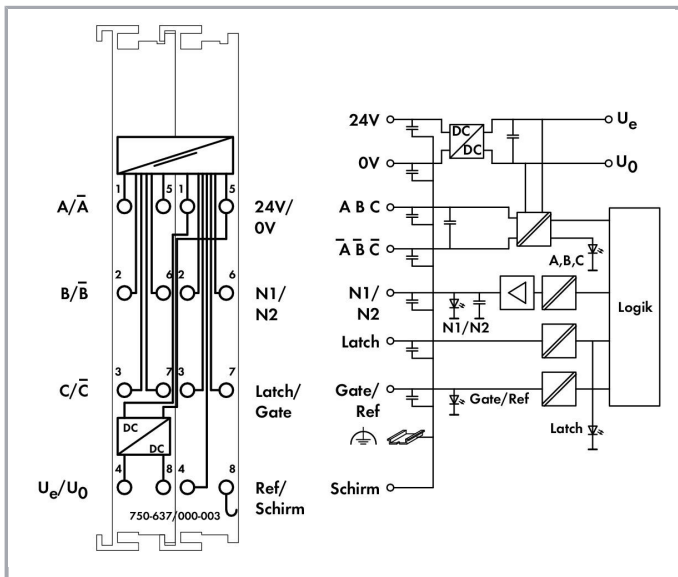 1 5 1 5
A/A̅
24V/
0V
2 6 2 6
B/B̅
N1/
N2
3 7 3 7
C/C̅
Latch/
Gate
DC
DC
4 8 4 8
Ue/U0
Ref/
Schirm
750-637/000-003
24V
DC
DC
Ue
0V
U0
A B C
A̅ B̅ C̅
A,B,C
N1/
N2
N1/N2
Logik
Latch
Gate/
Ref
Gate/Ref
Latch
Schirm